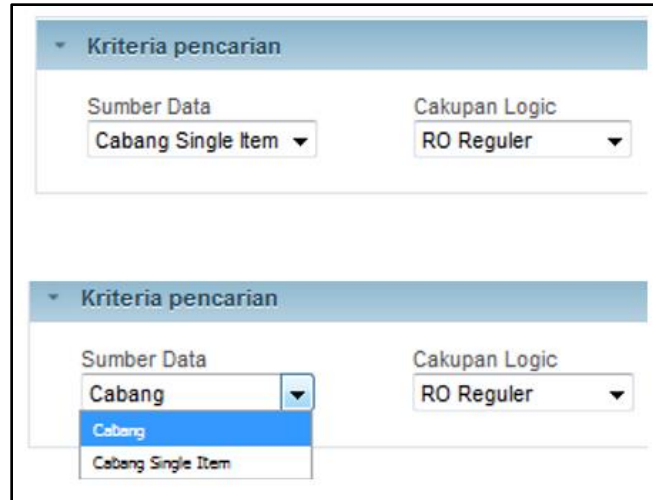 Kriteria pencarian
Sumber Data Cakupan Logic
Cabang Single Item RO Reguler
Kriteria pencarian
Sumber Data Cakupan Logic
Cabang RO Reguler
Cabang
Cabang Single Item